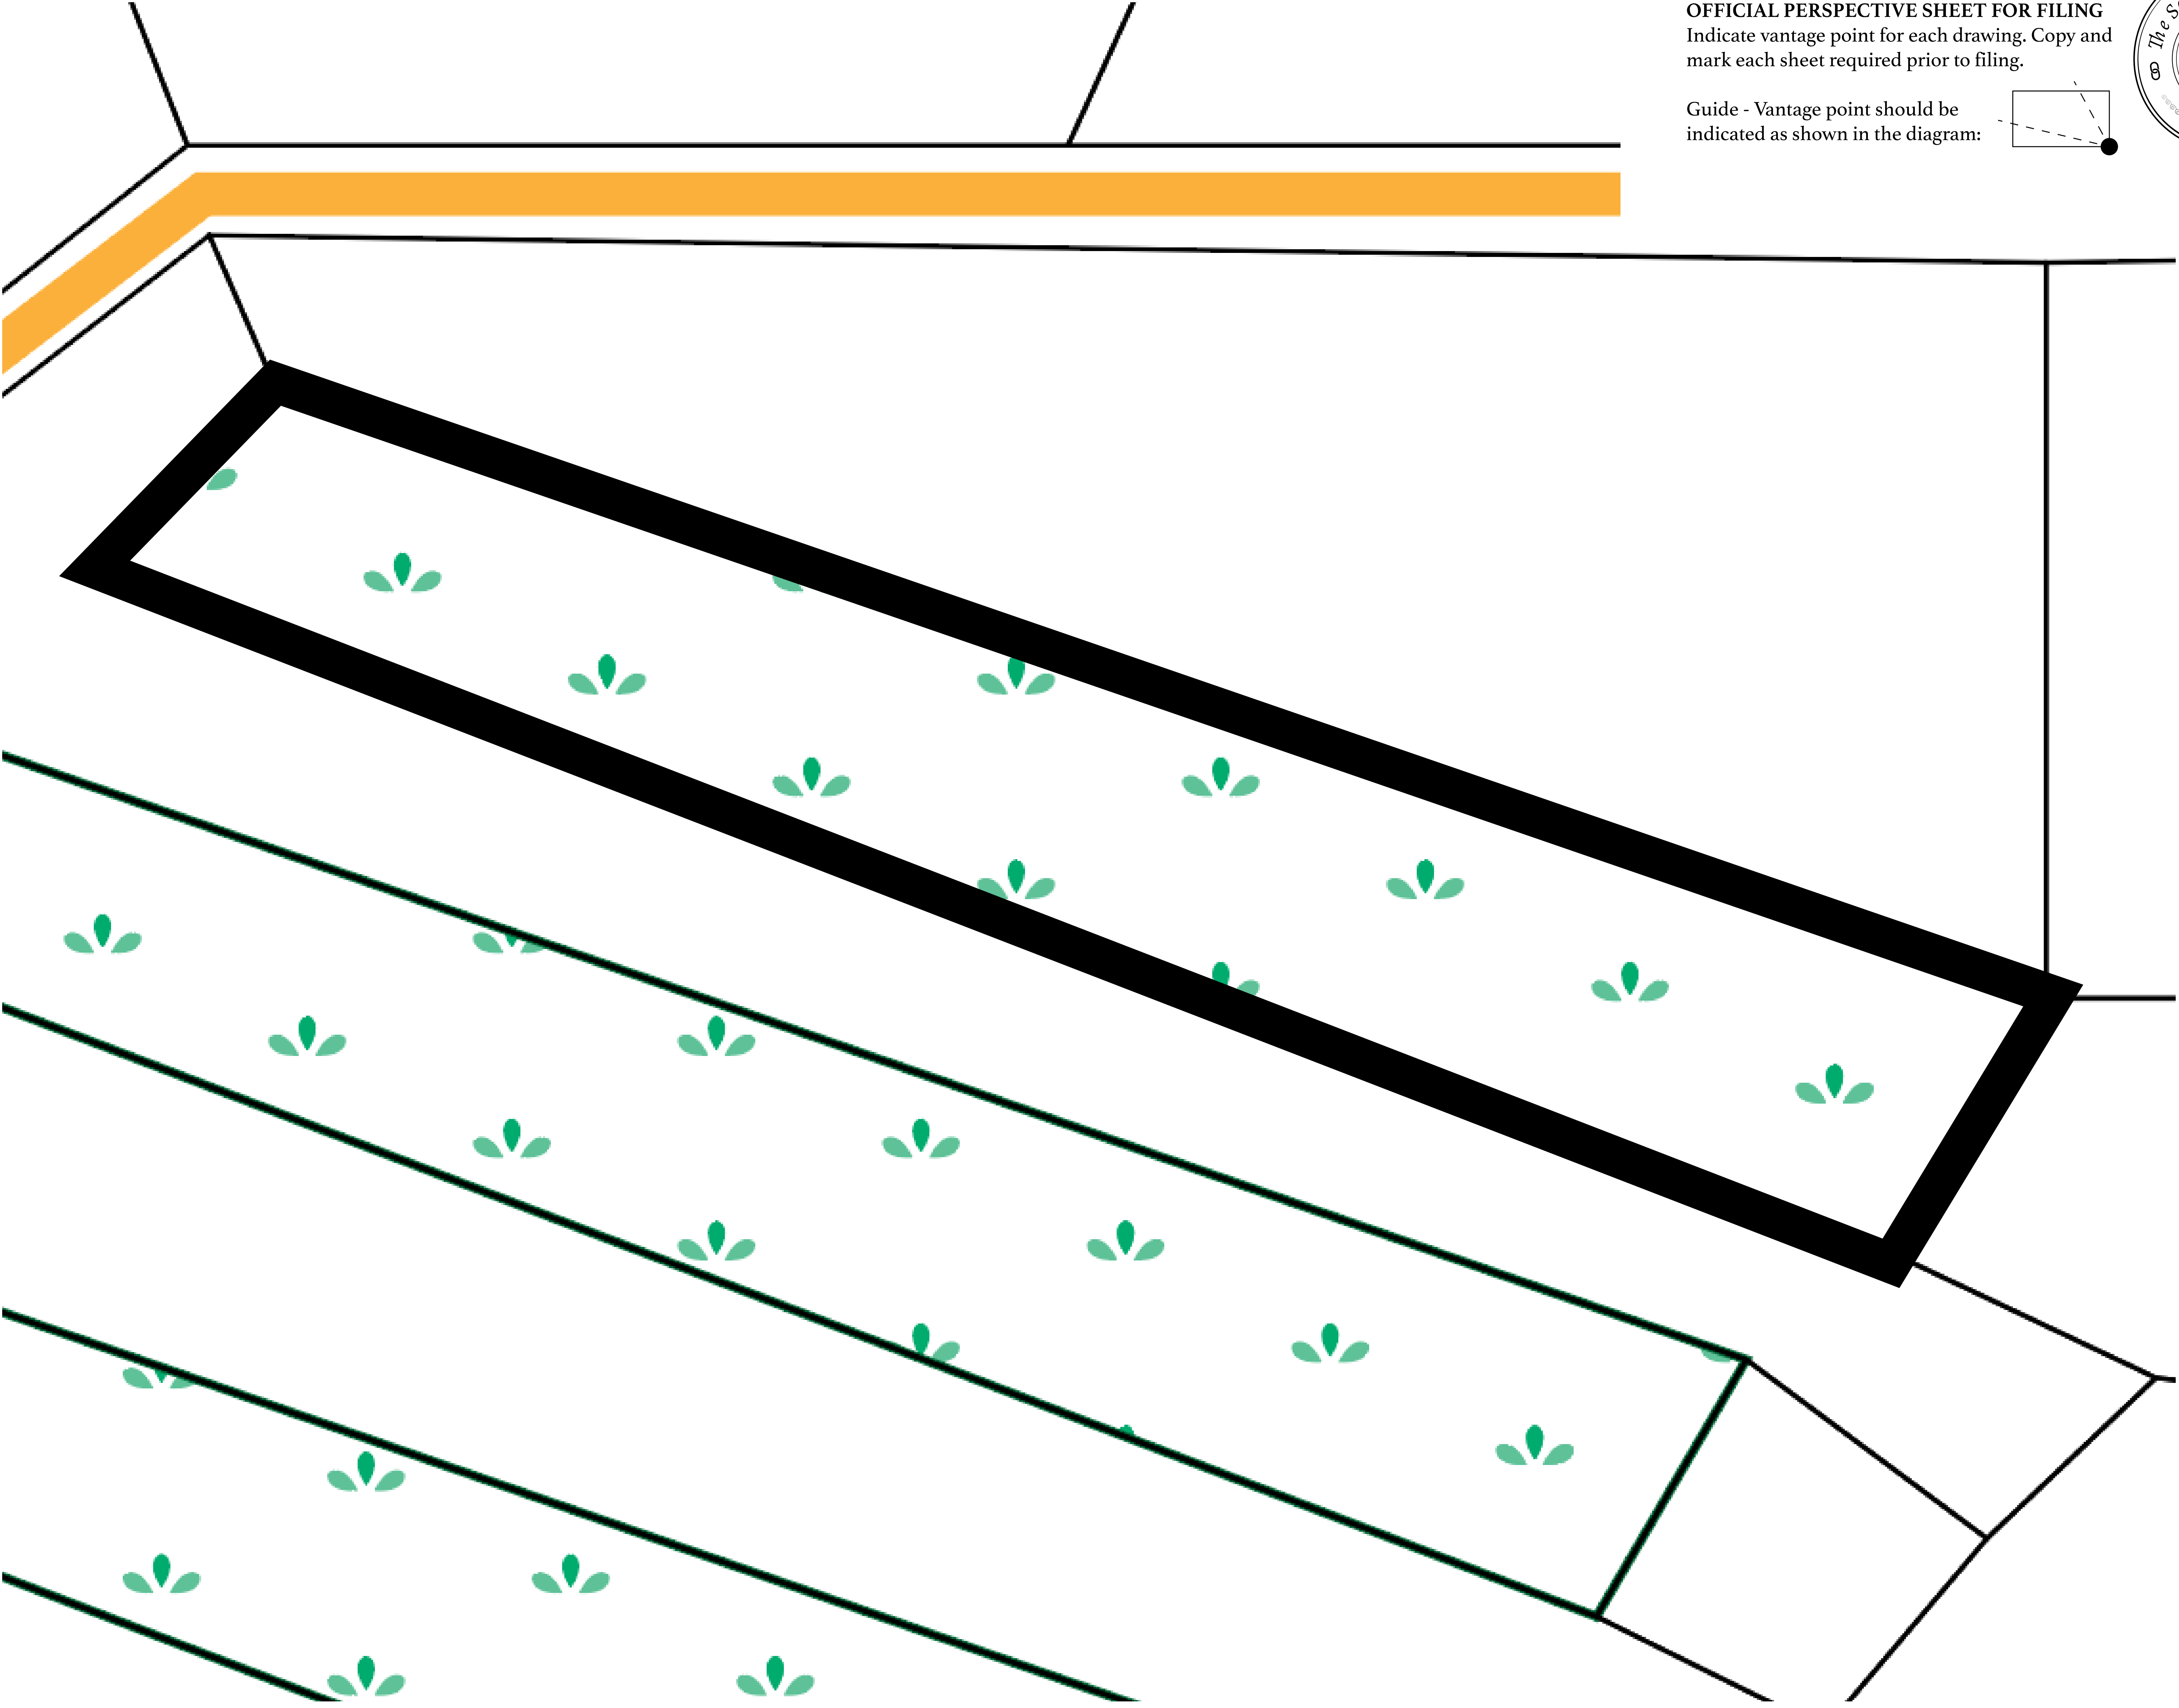 OFFICIAL PERSPECTIVE SHEET FOR FILING
Indicate vantage point for each drawing. Copy and
mark each sheet required prior to filing.
Guide - Vantage point should be
indicated as shown in the diagram:
The